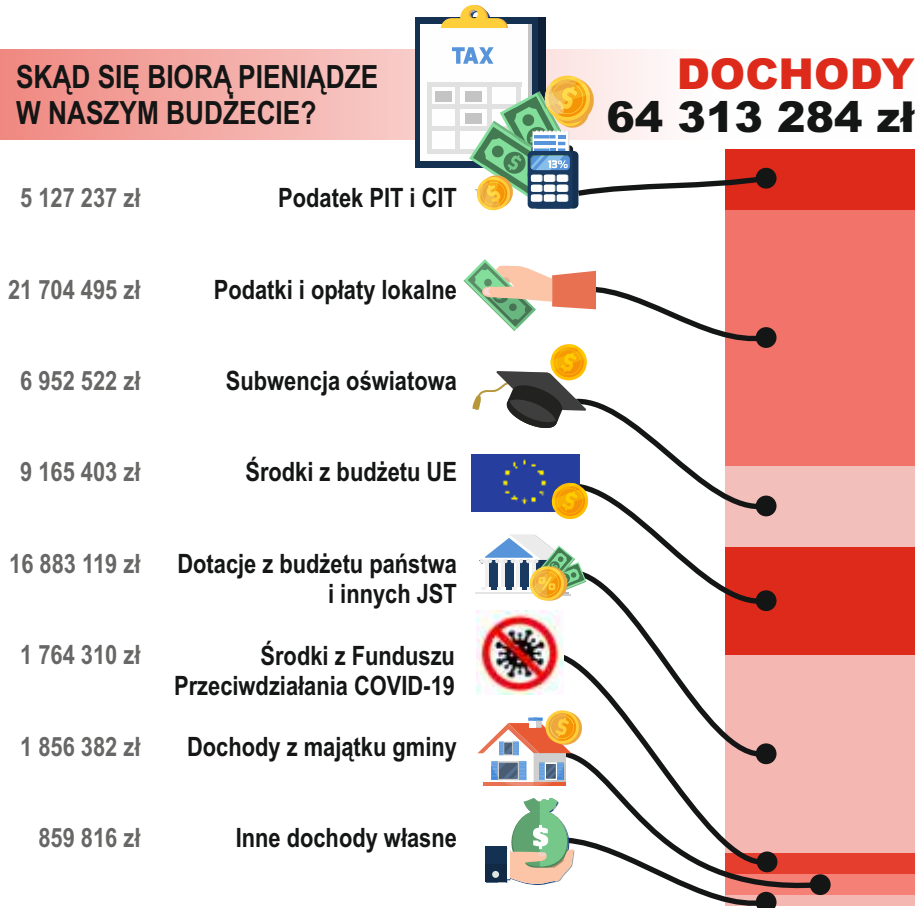 SKĄD SIĘ BIORĄ PIENIĄDZE
W NASZYM BUDŻECIE?
TAX
13%
DOCHODY
64 313 284 zł
5 127 237 zł Podatek PIT i CIT
21 704 495 zł Podatki i opłaty lokalne
6 952 522 zł Subwencja oświatowa
9 165 403 zł Środki z budżetu UE
16 883 119 zł Dotacje z budżetu państwa
i innych JST
1 764 310 zł Środki z Funduszu
Przeciwdziałania COVID-19
1 856 382 zł Dochody z majątku gminy
859 816 zł Inne dochody własne